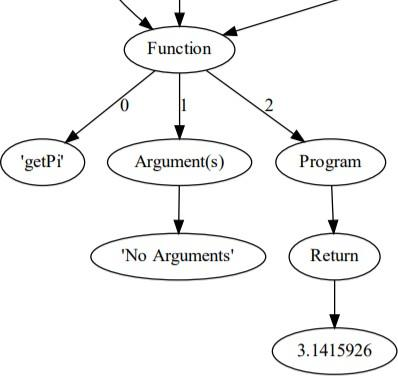 Function
0
1
2
'getPi'
Argument(s)
Program
'No Arguments'
Return
3.1415926